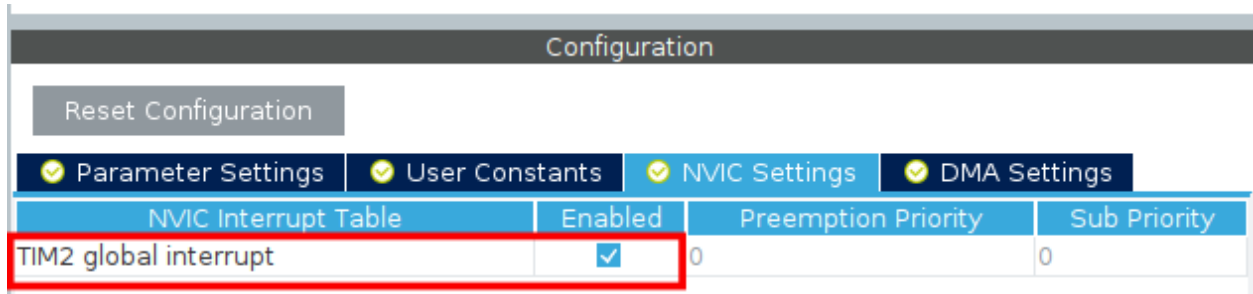 Configuration
Reset Configuration
Parameter Settings User Constants NVIC Settings DMA Settings
NVIC Interrupt Table Enabled Preemption Priority Sub Priority
TIM2 global interrupt 0 0